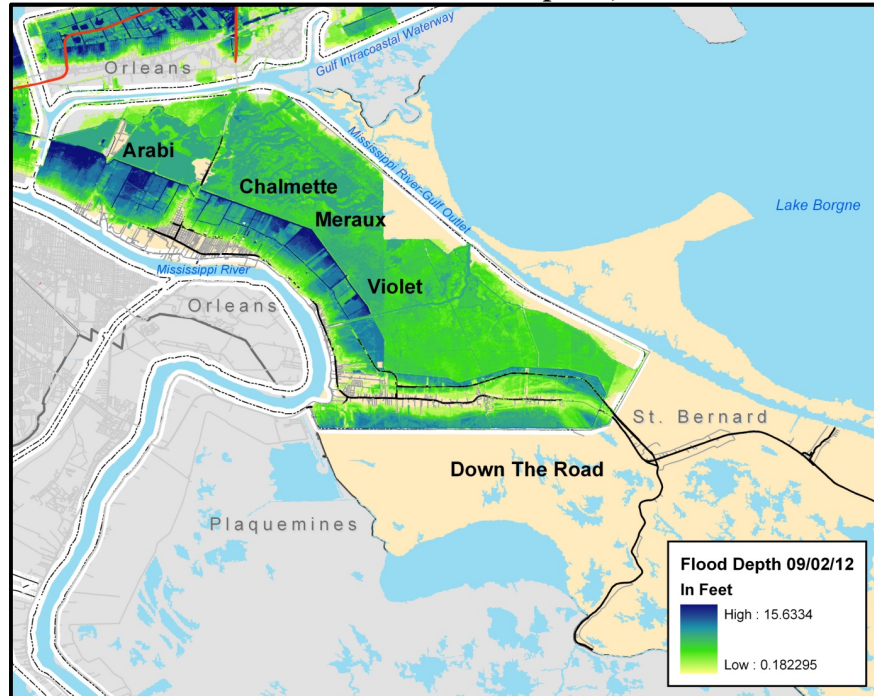 Orleans
Gulf Intracoastal Waterway
Arabi
Mississippi River-Gulf Outlet
Chalmette
Meraux
Lake Borgne
Mississippi River
Violet
Orleans
St. Bernard
Down The Road
Plaquemines
Flood Depth 09/02/12
In Feet
High : 15.6334
Low : 0.182295